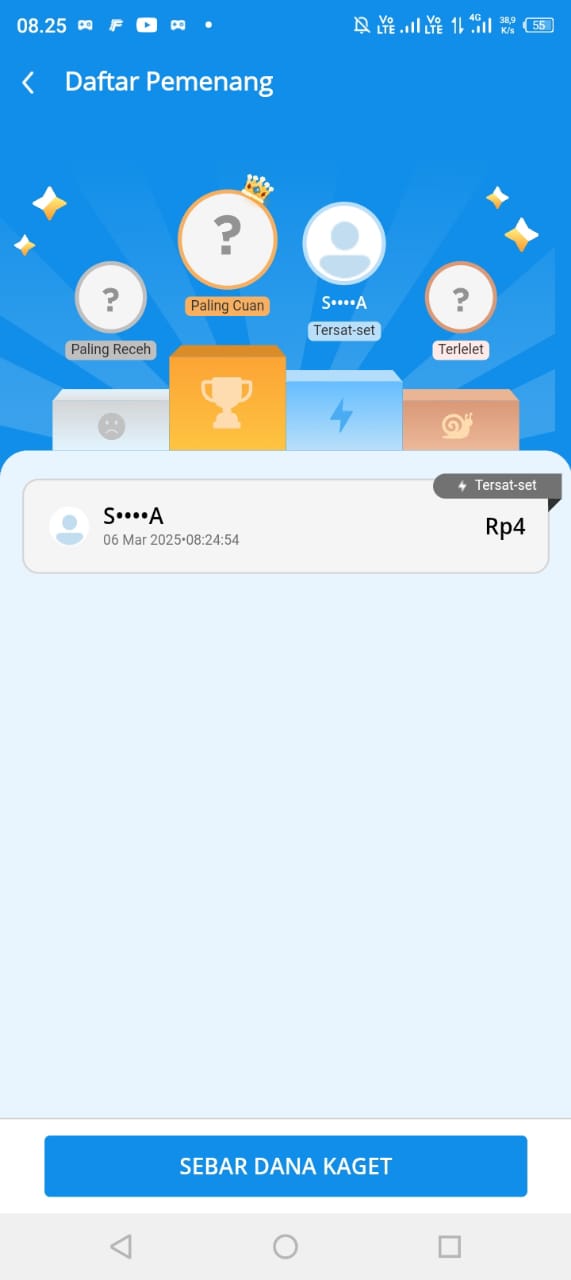 08.25 Vo LTE Vo LTE 4G 38,9 K/s 55
Daftar Pemenang
?
Paling Cuan
S••••A
Tersat-set
?
Paling Receh
?
Terlelet
Tersat-set
S••••A
06 Mar 2025•08:24:54
Rp4
SEBAR DANA KAGET